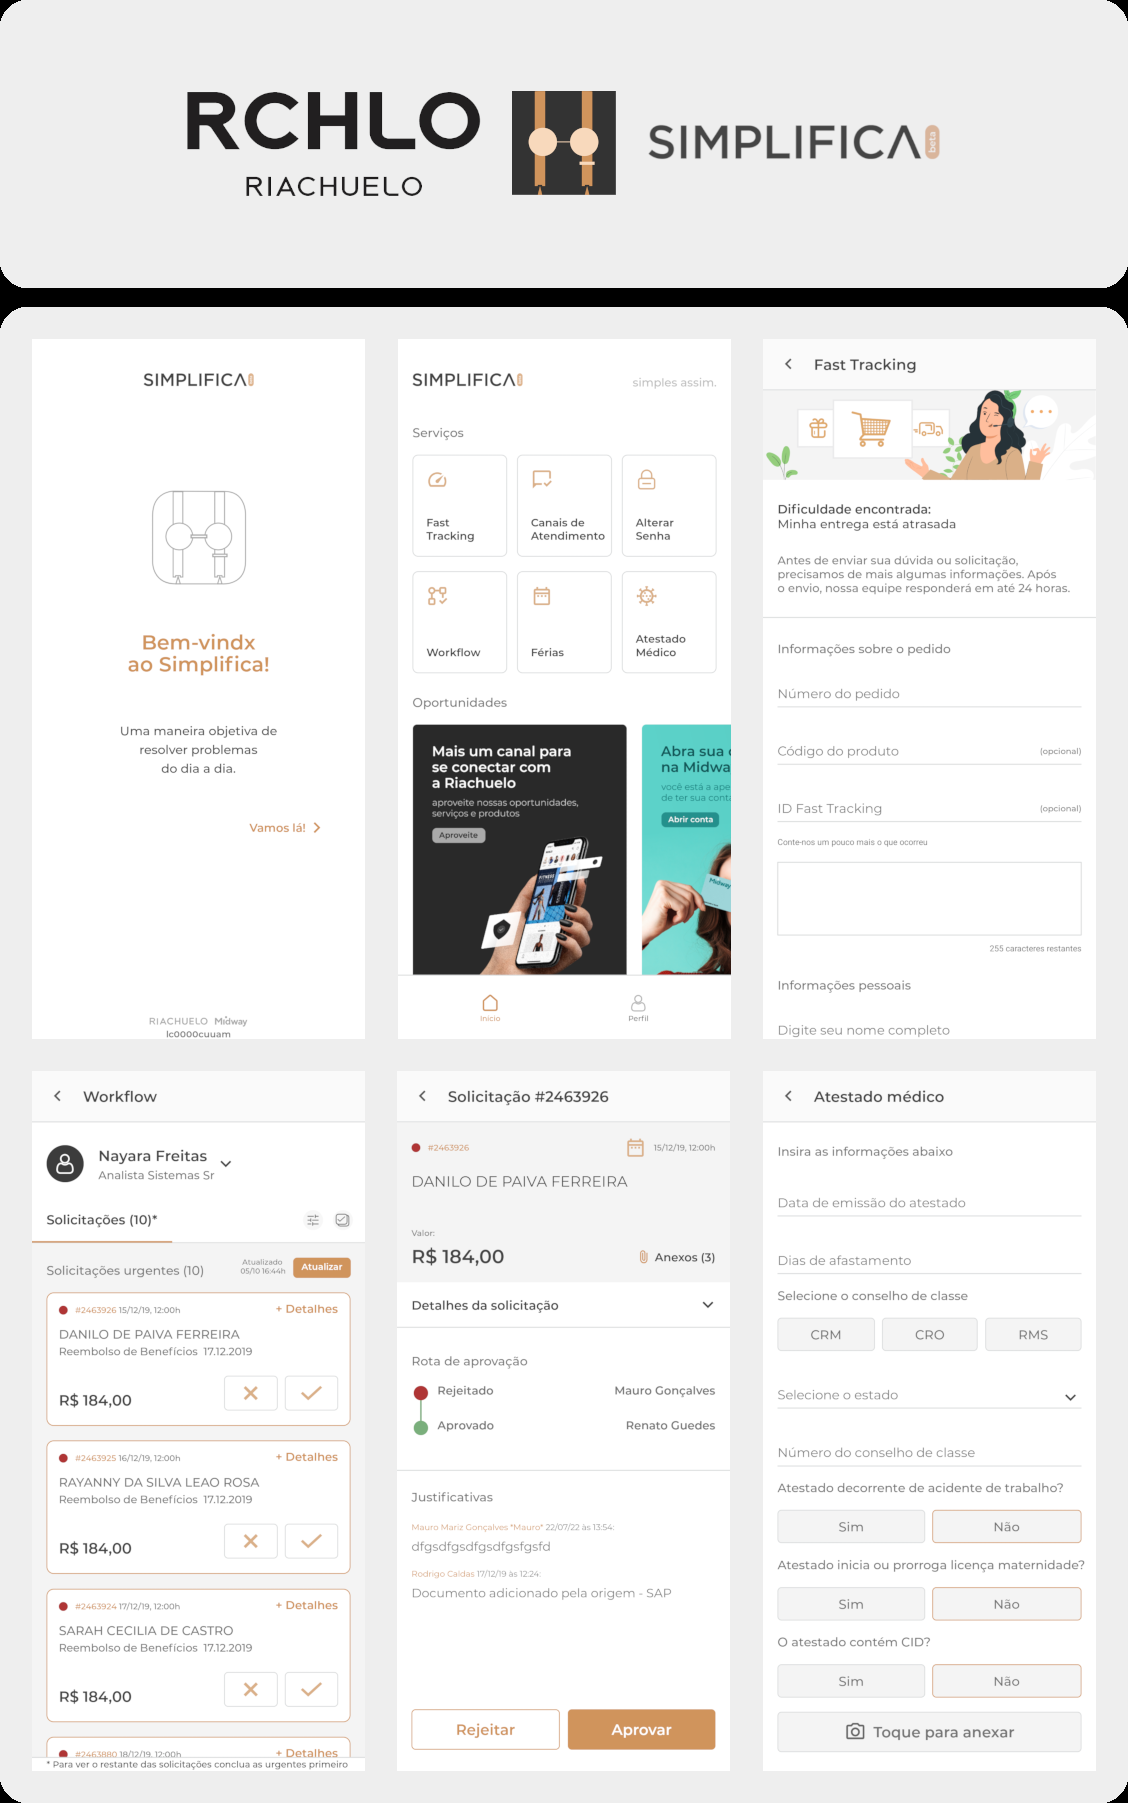 RCHLO
RIACHUELO
SIMPLIFICA beta
SIMPLIFICA
Bem-vindx
ao Simplifica!
Uma maneira objetiva de
resolver problemas
do dia a dia.
Vamos lá!
RIACHUELO Midway
lc0000cuuam
SIMPLIFICA
simples assim.
Serviços
Fast
Tracking
Canais de
Atendimento
Alterar
Senha
Workflow
Férias
Atestado
Médico
Oportunidades
Mais um canal para
se conectar com
a Riachuelo
aproveite nossas oportunidades,
serviços e produtos
Aproveite
Abra sua
na Midwa
você está a ape
de ter sua cont
Abrir conta
Midway
Início
Perfil
Fast Tracking
Dificuldade encontrada:
Minha entrega está atrasada
Antes de enviar sua dúvida ou solicitação,
precisamos de mais algumas informações. Após
o envio, nossa equipe responderá em até 24 horas.
Informações sobre o pedido
Número do pedido
Código do produto (opcional)
ID Fast Tracking (opcional)
Conte-nos um pouco mais o que ocorreu
255 caracteres restantes
Informações pessoais
Digite seu nome completo
Workflow
Nayara Freitas
Analista Sistemas Sr
Solicitações (10)*
Solicitações urgentes (10)
Atualizado
05/10 16:44h
Atualizar
#2463926 15/12/19, 12:00h + Detalhes
DANILO DE PAIVA FERREIRA
Reembolso de Benefícios 17.12.2019
R$ 184,00
#2463925 16/12/19, 12:00h + Detalhes
RAYANNY DA SILVA LEAO ROSA
Reembolso de Benefícios 17.12.2019
R$ 184,00
#2463924 17/12/19, 12:00h + Detalhes
SARAH CECILIA DE CASTRO
Reembolso de Benefícios 17.12.2019
R$ 184,00
#2463880 18/12/19, 12:00h + Detalhes
* Para ver o restante das solicitações conclua as urgentes primeiro
Solicitação #2463926
#2463926 15/12/19, 12:00h
DANILO DE PAIVA FERREIRA
Valor:
R$ 184,00 Anexos (3)
Detalhes da solicitação
Rota de aprovação
Rejeitado Mauro Gonçalves
Aprovado Renato Guedes
Justificativas
Mauro Mariz Gonçalves "Mauro" 22/07/22 às 13:54:
dfgsdfgsdfgsdfgsfgsfd
Rodrigo Caldas 17/12/19 às 12:24:
Documento adicionado pela origem - SAP
Rejeitar
Aprovar
Atestado médico
Insira as informações abaixo
Data de emissão do atestado
Dias de afastamento
Selecione o conselho de classe
CRM CRO RMS
Selecione o estado
Número do conselho de classe
Atestado decorrente de acidente de trabalho?
Sim Não
Atestado inicia ou prorroga licença maternidade?
Sim Não
O atestado contém CID?
Sim Não
Toque para anexar